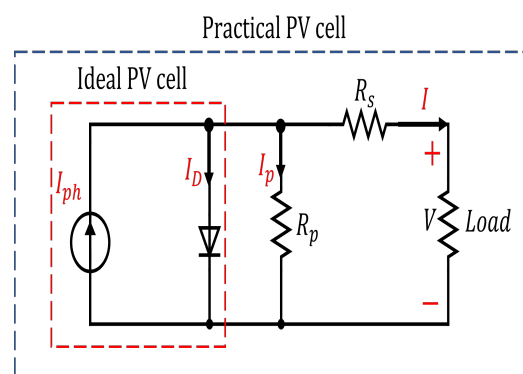 Practical PV cell
Ideal PV cell
R_s
I
I_D
I_p
+
I_ph
R_p
V
Load
−